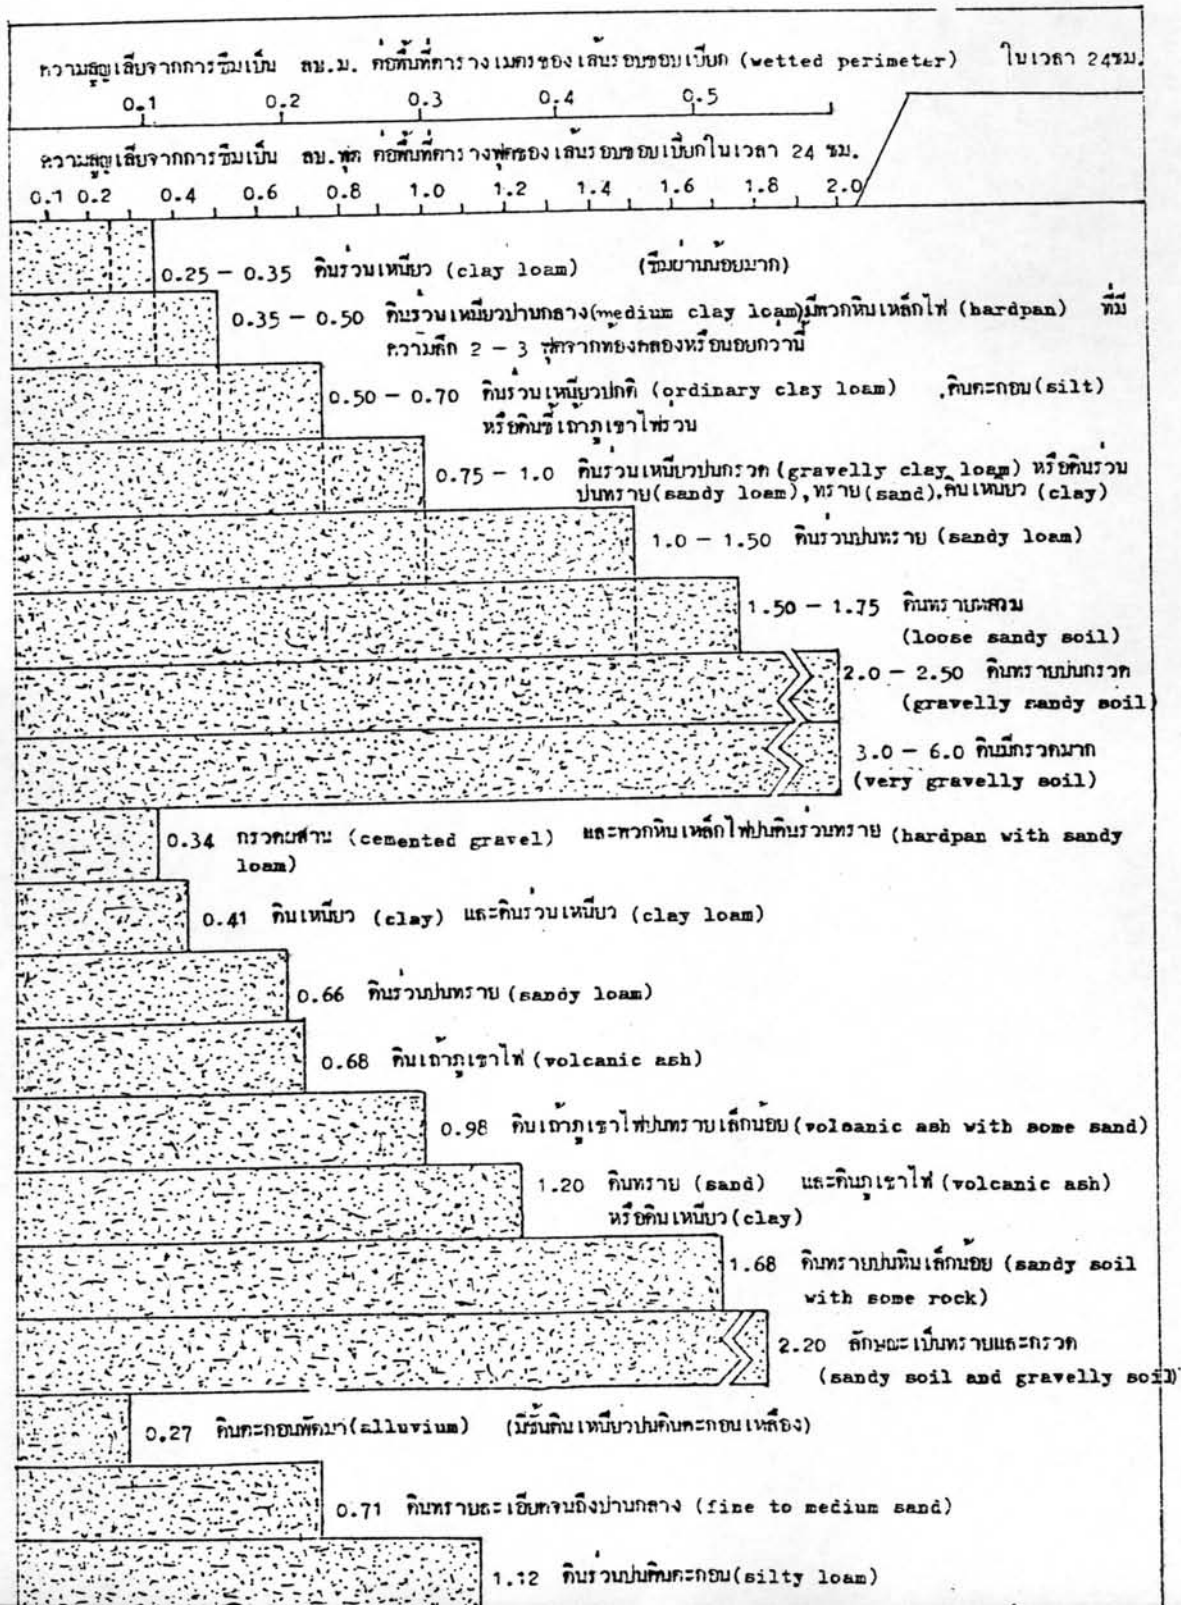 ความสูญเสียจากการซึมเป็น ลบ.ม. ต่อพื้นที่ตารางเมตรของเส้นรอบขอบเปียก (wetted perimeter) ในเวลา 24ชม.
0.1 0.2 0.3 0.4 0.5
ความสูญเสียจากการซึมเป็น ลบ.ฟุต ต่อพื้นที่ตารางฟุตของเส้นรอบขอบเปียกในเวลา 24 ชม.
0.1 0.2 0.4 0.6 0.8 1.0 1.2 1.4 1.6 1.8 2.0
0.25 - 0.35 ดินร่วนเหนียว (clay loam) (ซึมผ่านน้อยมาก)
0.35 - 0.50 ดินร่วนเหนียวปานกลาง(medium clay loam)มีพวกหินเหล็กไฟ (hardpan) ที่มี
ความลึก 2 - 3 ฟุตจากท้องคลองหรือน้อยกว่านี้
0.50 - 0.70 ดินร่วนเหนียวปกติ (ordinary clay loam) ,ดินตะกอน(silt)
หรือดินขี้เถ้าภูเขาไฟร่วน
0.75 - 1.0 ดินร่วนเหนียวปนกรวด (gravelly clay loam) หรือดินร่วน
ปนทราย(sandy loam),ทราย(sand),ดินเหนียว (clay)
1.0 - 1.50 ดินร่วนปนทราย (sandy loam)
1.50 - 1.75 ดินทรายหลวม
(loose sandy soil)
2.0 - 2.50 ดินทรายปนกรวด
(gravelly sandy soil)
3.0 - 6.0 ดินมีกรวดมาก
(very gravelly soil)
0.34 กรวดผสาน (cemented gravel) และพวกหินเหล็กไฟปนดินร่วนทราย (hardpan with sandy
loam)
0.41 ดินเหนียว (clay) และดินร่วนเหนียว (clay loam)
0.66 ดินร่วนปนทราย (sandy loam)
0.68 ดินเถ้าภูเขาไฟ (volcanic ash)
0.98 ดินเถ้าภูเขาไฟปนทรายเล็กน้อย (volcanic ash with some sand)
1.20 ดินทราย (sand) และดินภูเขาไฟ (volcanic ash)
หรือดินเหนียว(clay)
1.68 ดินทรายปนหินเล็กน้อย (sandy soil
with some rock)
2.20 ลักษณะเป็นทรายและกรวด
(sandy soil and gravelly soil)
0.27 ดินตะกอนพัดมา(alluvium) (มีชั้นดินเหนียวปนดินตะกอนเหลือง)
0.71 ดินทรายละเอียดจนถึงปานกลาง (fine to medium sand)
1.12 ดินร่วนปนดินตะกอน(silty loam)